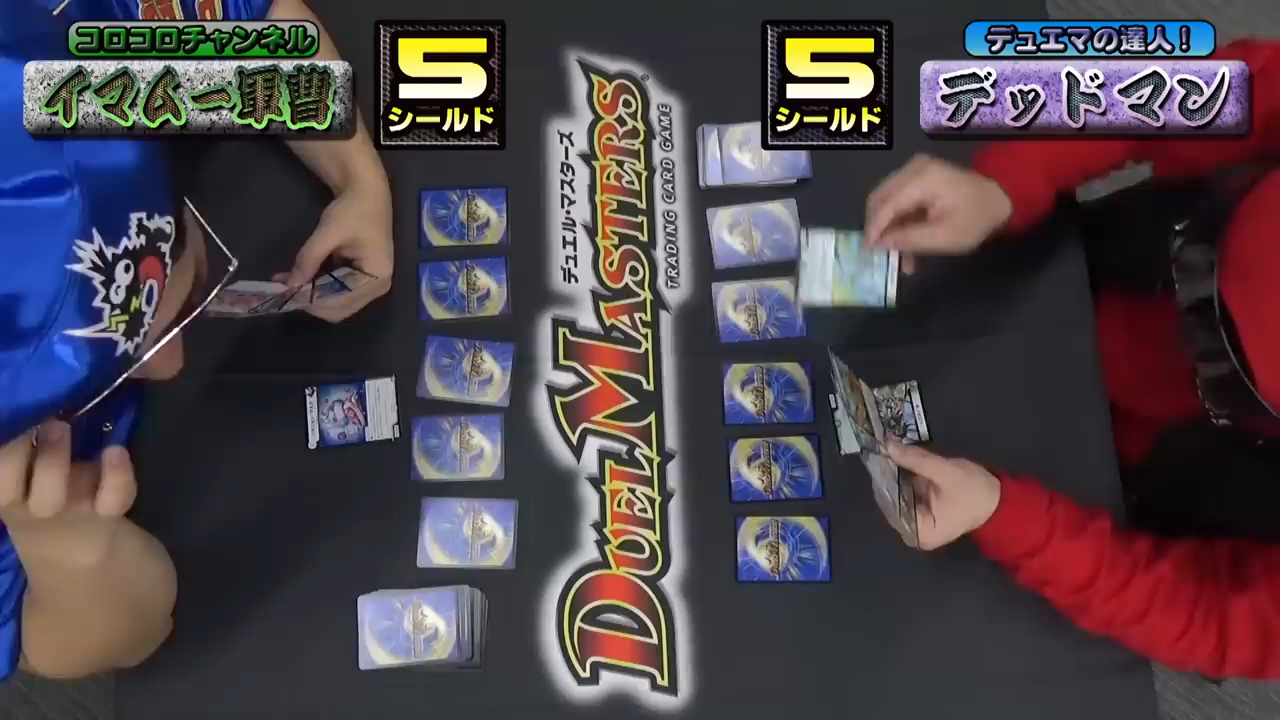 コロコロチャンネル
イマムー軍曹
5
シールド
5
シールド
デュエマの達人！
デッドマン
デュエル・マスターズ
DUEL MASTERS
TRADING CARD GAME